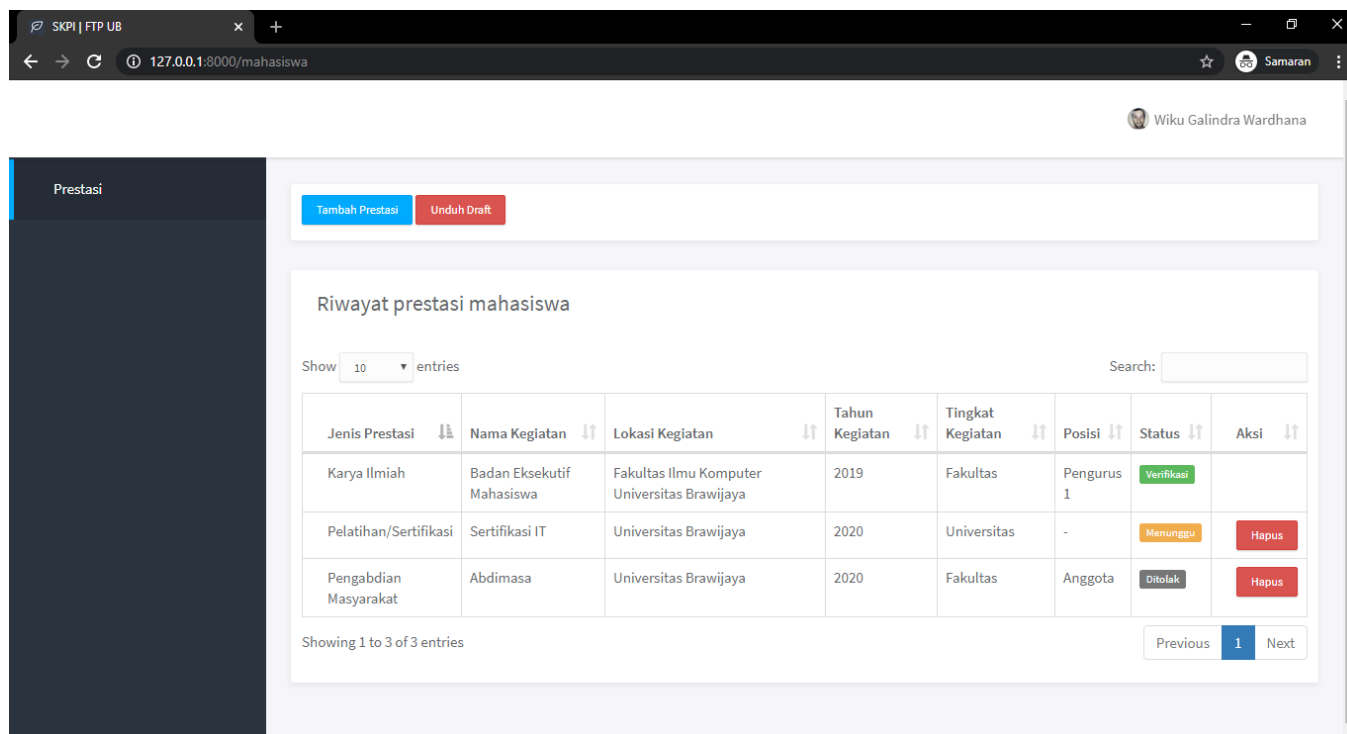 SKPI | FTP UB
127.0.0.1:8000/mahasiswa
Samaran
Wiku Galindra Wardhana
Prestasi
Tambah Prestasi Unduh Draft
Riwayat prestasi mahasiswa
Show 10 entries Search:
Jenis Prestasi Nama Kegiatan Lokasi Kegiatan Tahun Kegiatan Tingkat Kegiatan Posisi Status Aksi
Karya Ilmiah Badan Eksekutif Mahasiswa Fakultas Ilmu Komputer Universitas Brawijaya 2019 Fakultas Pengurus 1 Verifikasi
Pelatihan/Sertifikasi Sertifikasi IT Universitas Brawijaya 2020 Universitas - Menunggu Hapus
Pengabdian Masyarakat Abdimasa Universitas Brawijaya 2020 Fakultas Anggota Ditolak Hapus
Showing 1 to 3 of 3 entries
Previous 1 Next